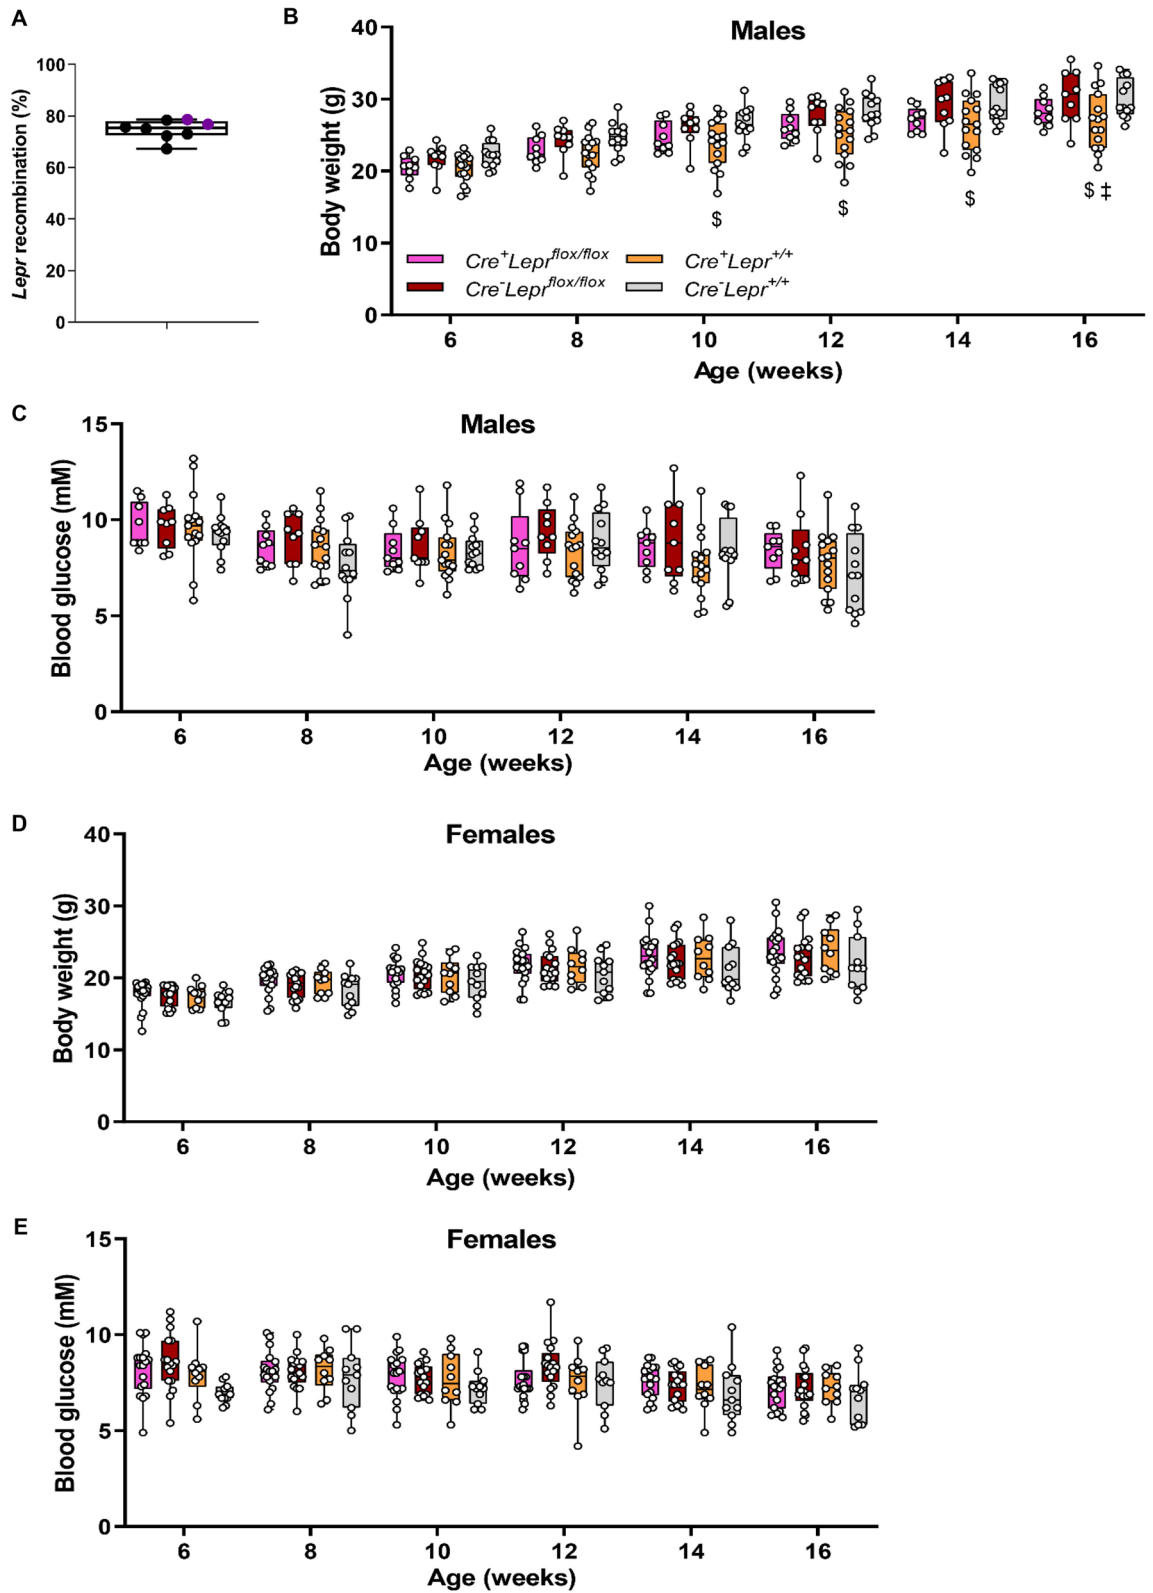 A
Lepr recombination (%)
100
80
60
40
20
0
B
Males
Body weight (g)
40
30
20
10
0
$
$
$
$ ‡
Cre+Leprflox/flox
Cre+Lepr+/+
Cre-Leprflox/flox
Cre-Lepr+/+
6 8 10 12 14 16
Age (weeks)
C
Males
Blood glucose (mM)
15
10
5
0
6 8 10 12 14 16
Age (weeks)
D
Females
Body weight (g)
40
30
20
10
0
6 8 10 12 14 16
Age (weeks)
E
Females
Blood glucose (mM)
15
10
5
0
6 8 10 12 14 16
Age (weeks)